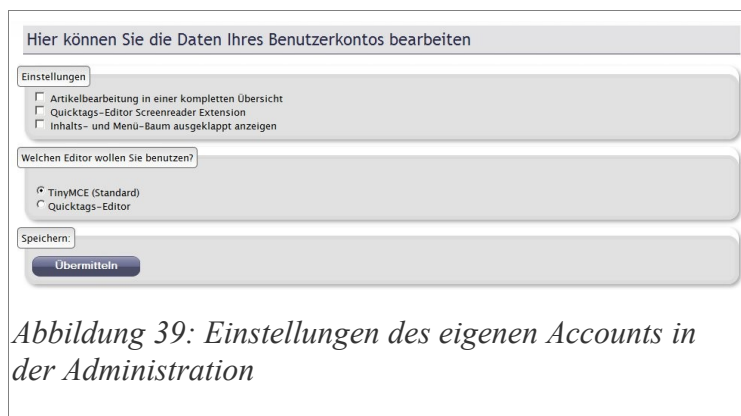 Hier können Sie die Daten Ihres Benutzerkontos bearbeiten
Einstellungen
Artikelbearbeitung in einer kompletten Übersicht
Quicktags-Editor Screenreader Extension
Inhalts- und Menü-Baum ausgeklappt anzeigen
Welchen Editor wollen Sie benutzen?
TinyMCE (Standard)
Quicktags-Editor
Speichern:
Übermitteln
Abbildung 39: Einstellungen des eigenen Accounts in
der Administration